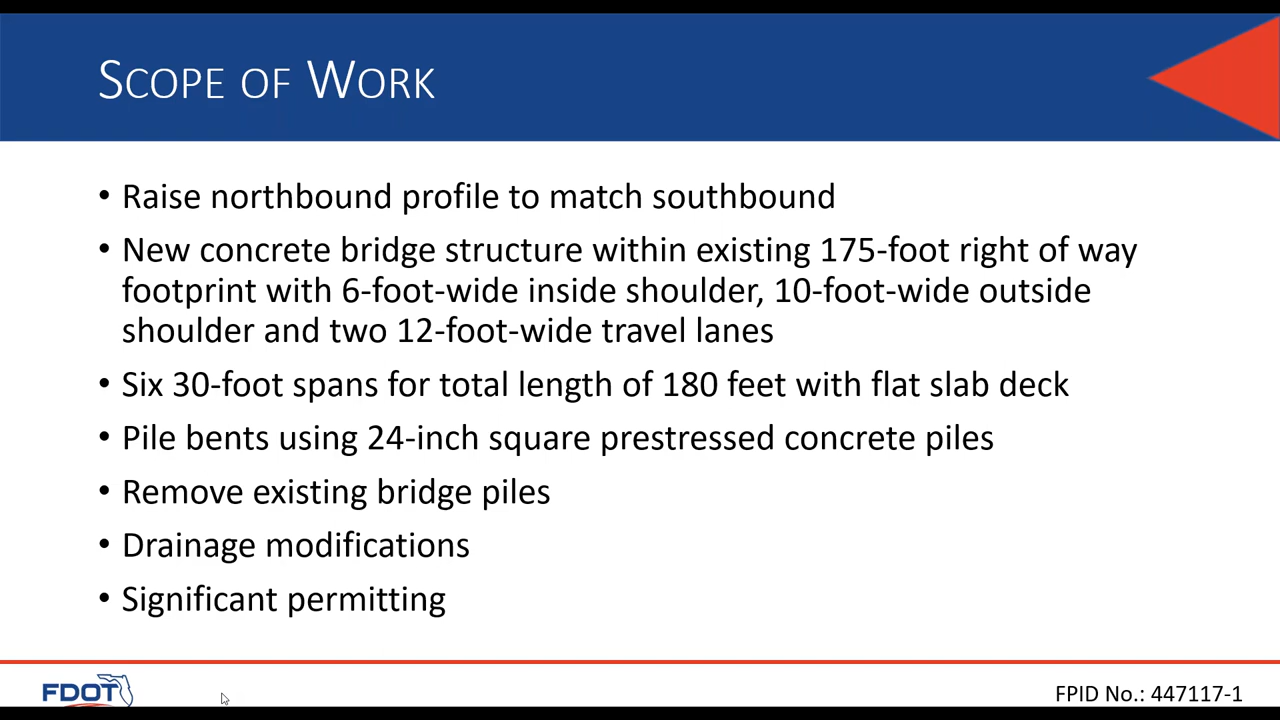 Scope of Work
• Raise northbound profile to match southbound
• New concrete bridge structure within existing 175-foot right of way
footprint with 6-foot-wide inside shoulder, 10-foot-wide outside
shoulder and two 12-foot-wide travel lanes
• Six 30-foot spans for total length of 180 feet with flat slab deck
• Pile bents using 24-inch square prestressed concrete piles
• Remove existing bridge piles
• Drainage modifications
• Significant permitting
FDOT
FPID No.: 447117-1